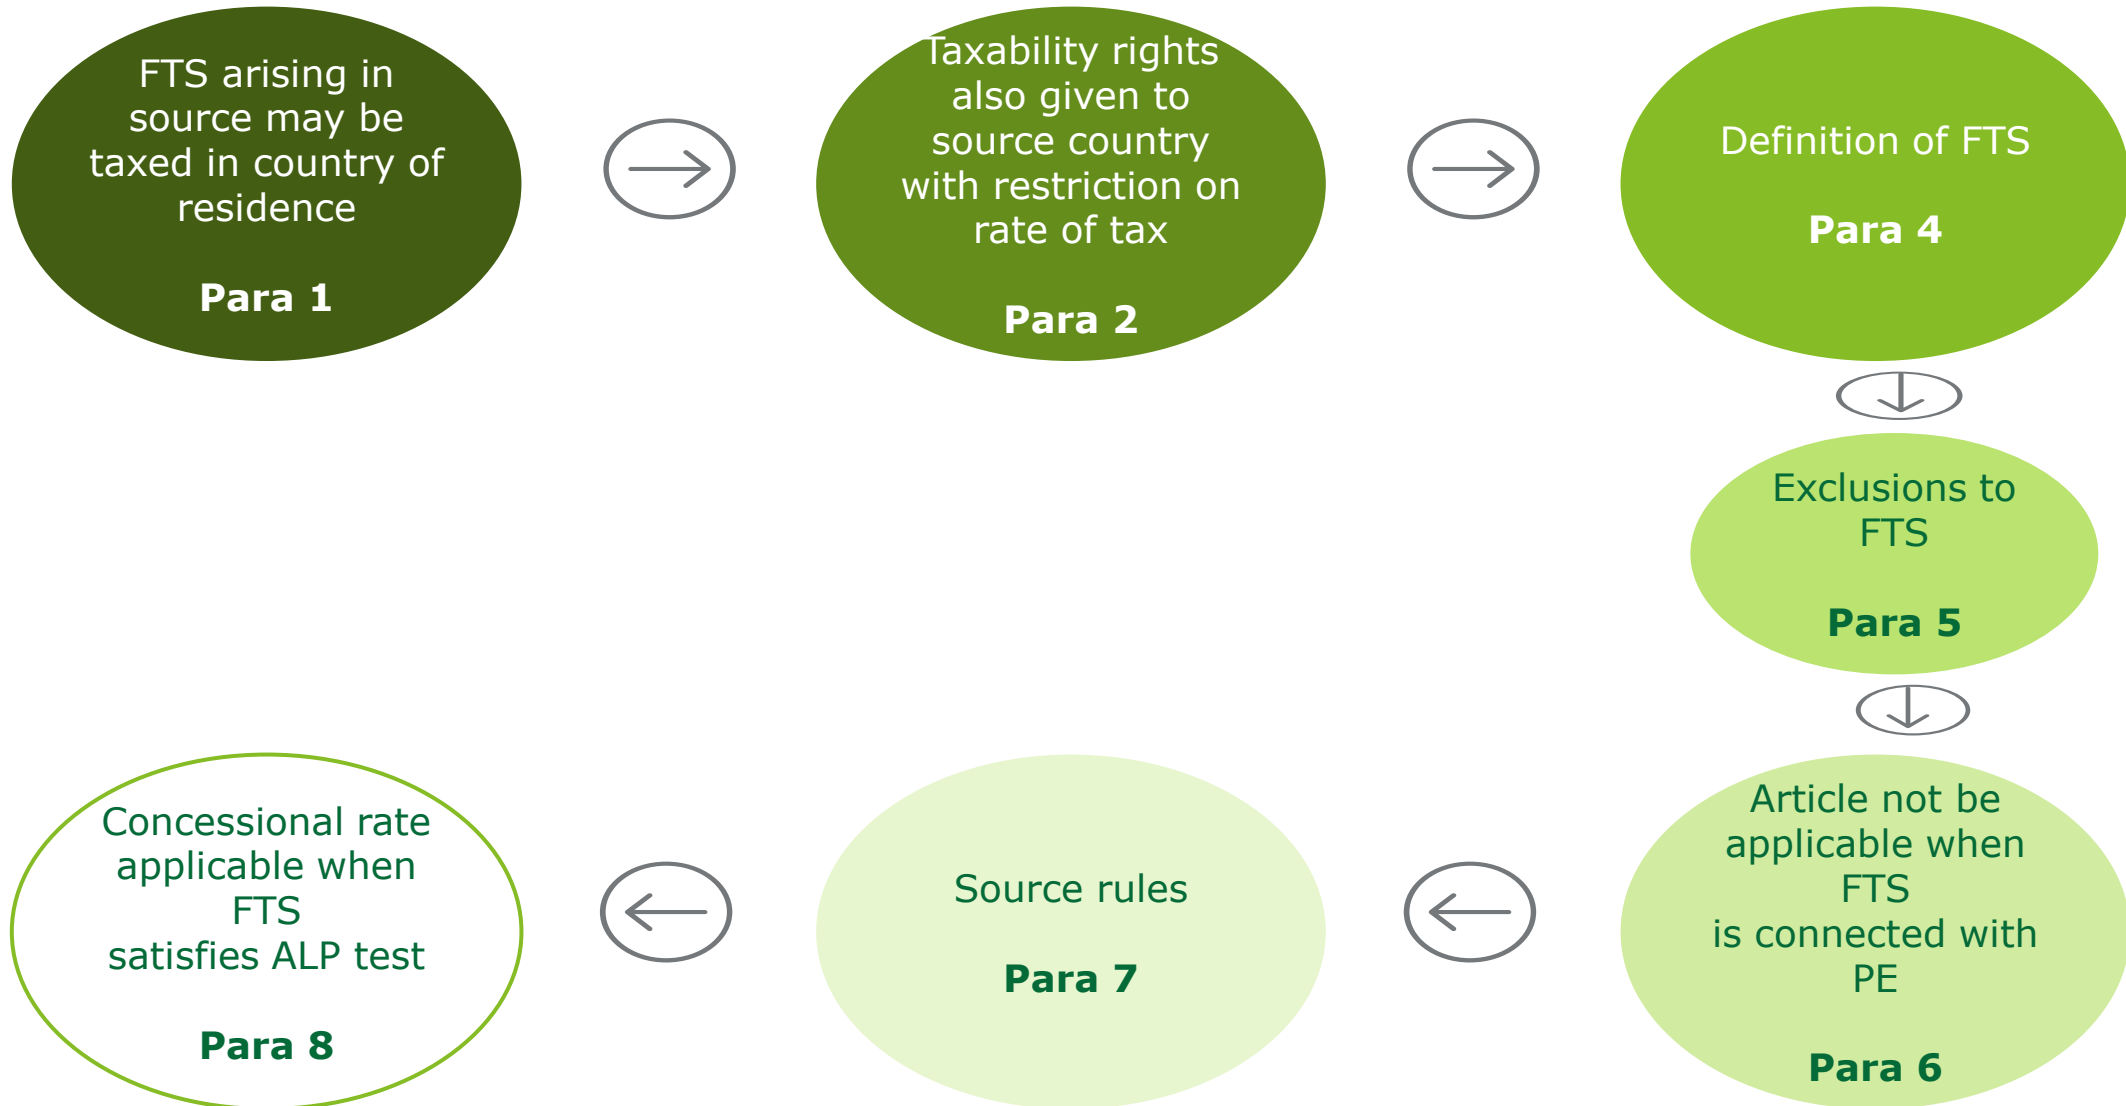 FTS arising in
source may be
taxed in country of
residence
Para 1
Taxability rights
also given to
source country
with restriction on
rate of tax
Para 2
Definition of FTS
Para 4
Exclusions to
FTS
Para 5
Article not be
applicable when
FTS
is connected with
PE
Para 6
Source rules
Para 7
Concessional rate
applicable when
FTS
satisfies ALP test
Para 8